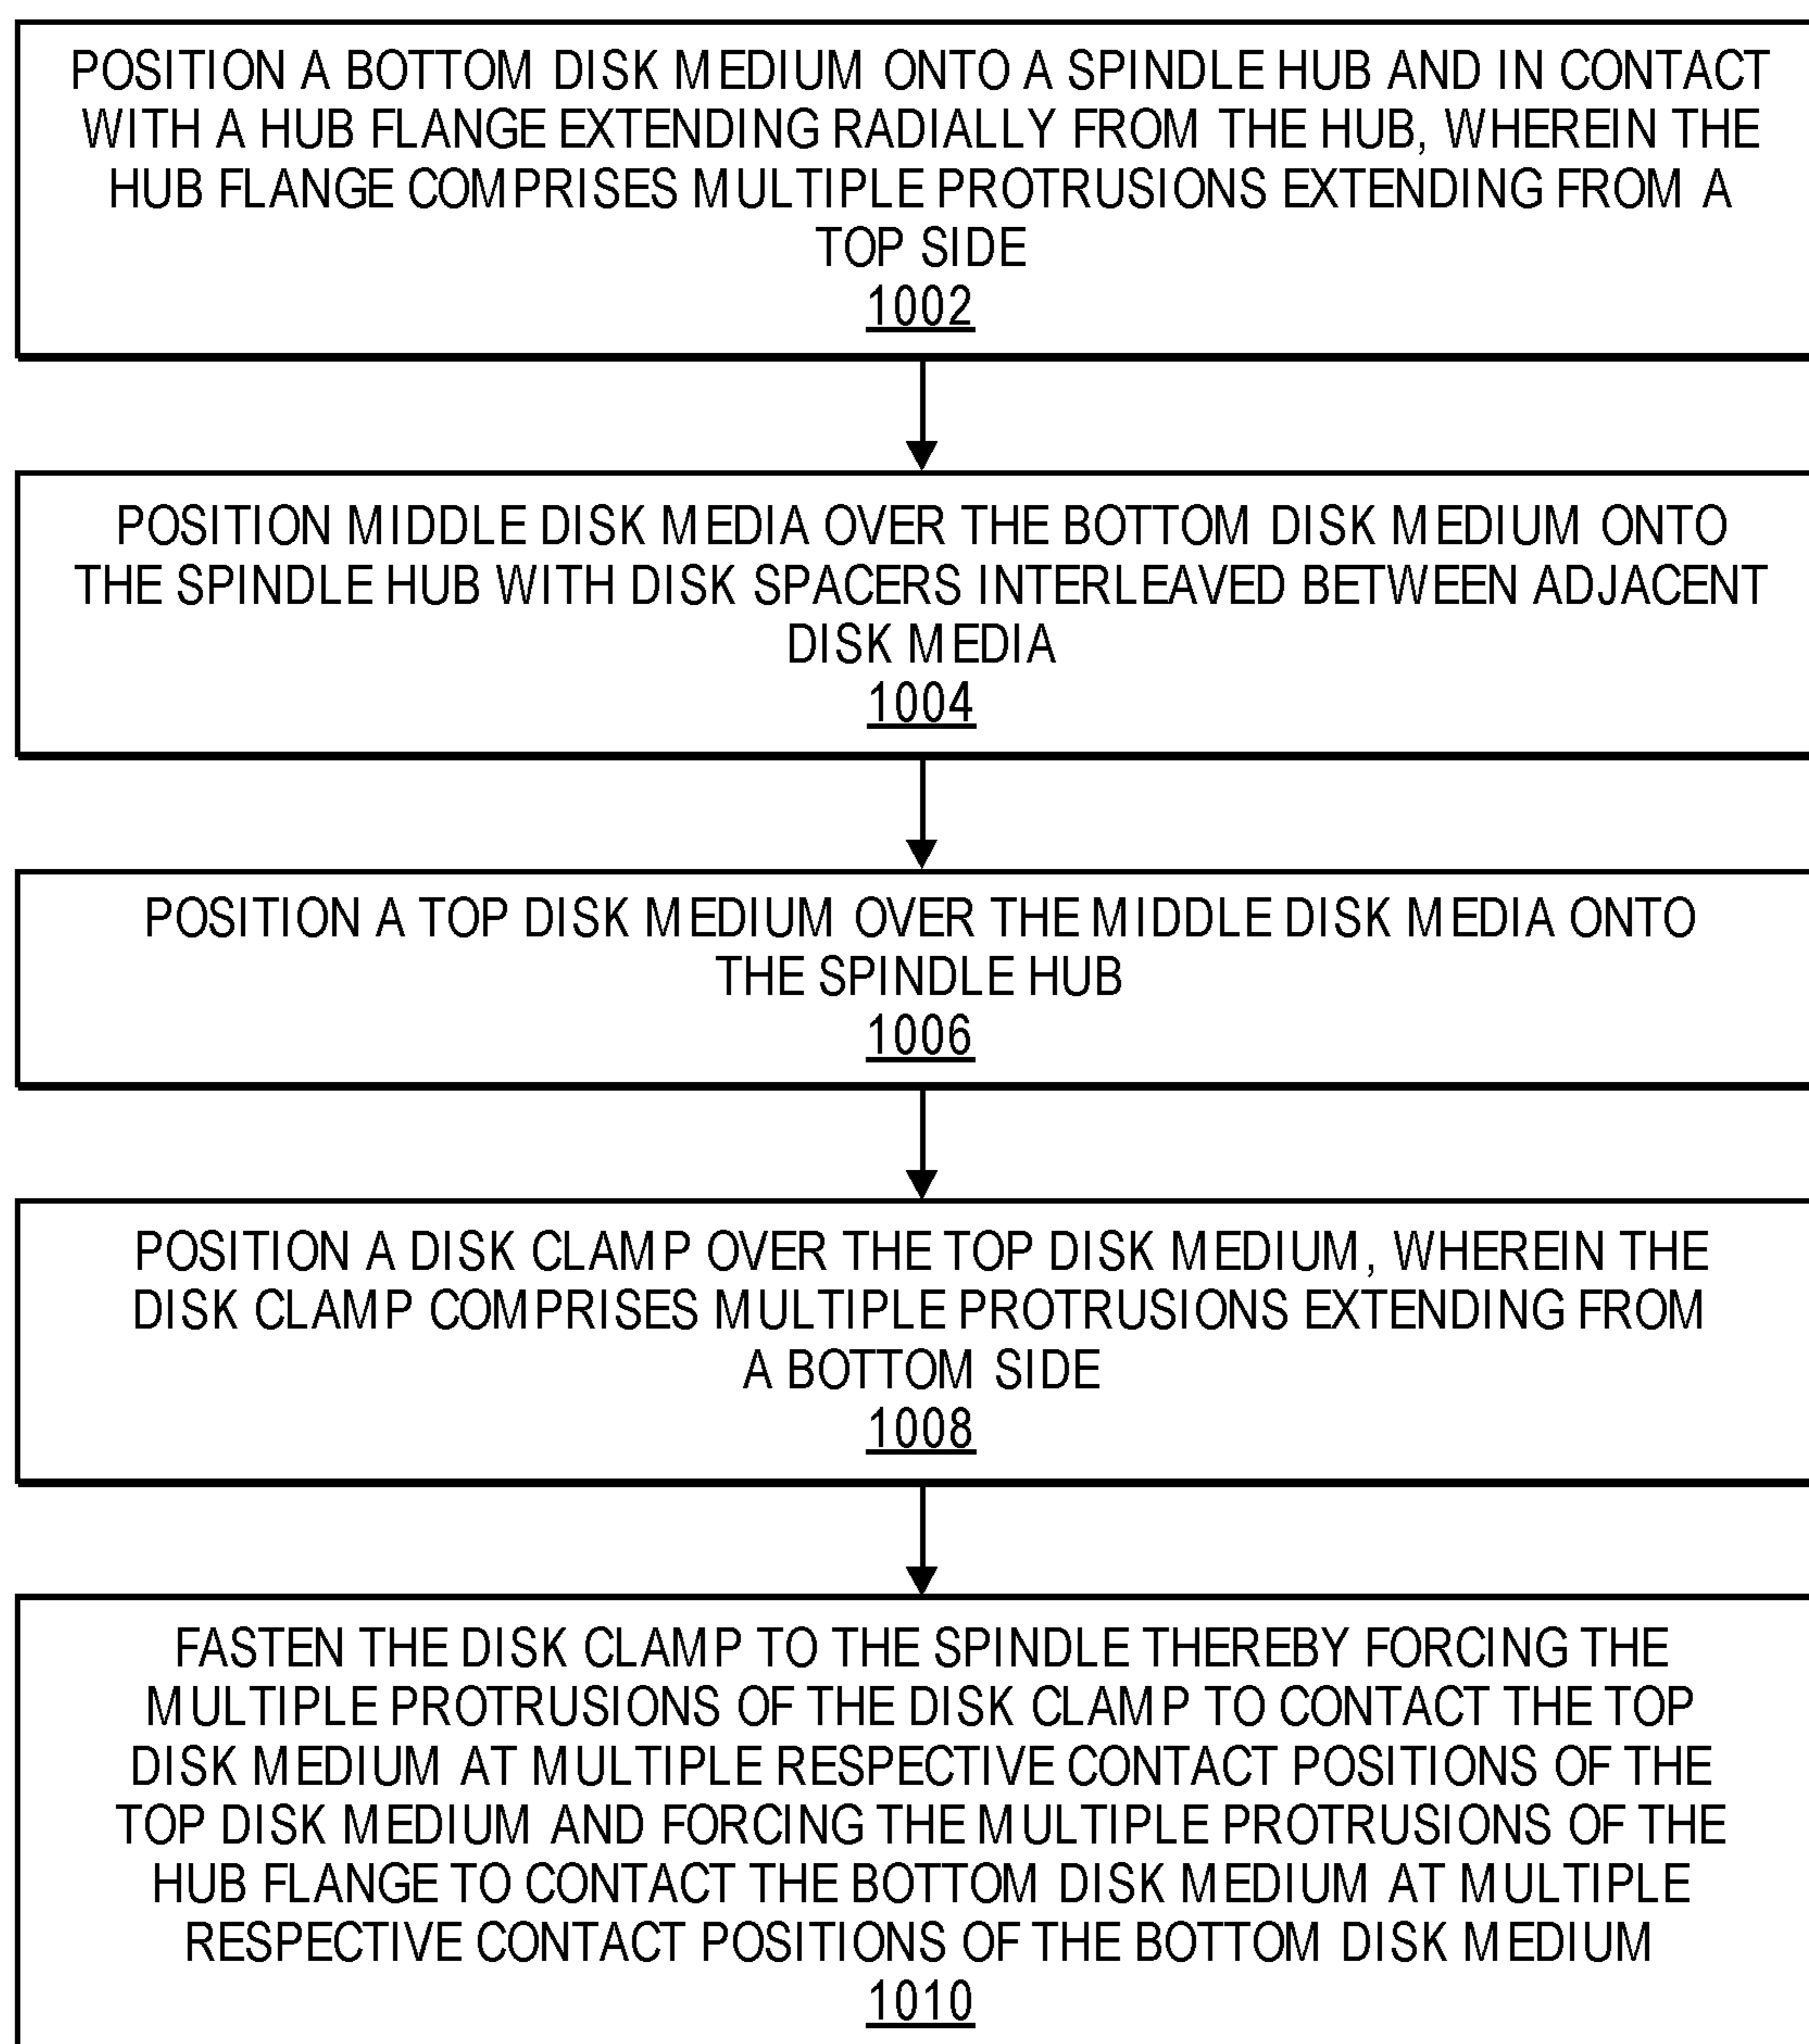 POSITION A BOTTOM DISK MEDIUM ONTO A SPINDLE HUB AND IN CONTACT
WITH A HUB FLANGE EXTENDING RADIALLY FROM THE HUB, WHEREIN THE
HUB FLANGE COMPRISES MULTIPLE PROTRUSIONS EXTENDING FROM A
TOP SIDE
1002
POSITION MIDDLE DISK MEDIA OVER THE BOTTOM DISK MEDIUM ONTO
THE SPINDLE HUB WITH DISK SPACERS INTERLEAVED BETWEEN ADJACENT
DISK MEDIA
1004
POSITION A TOP DISK MEDIUM OVER THE MIDDLE DISK MEDIA ONTO
THE SPINDLE HUB
1006
POSITION A DISK CLAMP OVER THE TOP DISK MEDIUM, WHEREIN THE
DISK CLAMP COMPRISES MULTIPLE PROTRUSIONS EXTENDING FROM
A BOTTOM SIDE
1008
FASTEN THE DISK CLAMP TO THE SPINDLE THEREBY FORCING THE
MULTIPLE PROTRUSIONS OF THE DISK CLAMP TO CONTACT THE TOP
DISK MEDIUM AT MULTIPLE RESPECTIVE CONTACT POSITIONS OF THE
TOP DISK MEDIUM AND FORCING THE MULTIPLE PROTRUSIONS OF THE
HUB FLANGE TO CONTACT THE BOTTOM DISK MEDIUM AT MULTIPLE
RESPECTIVE CONTACT POSITIONS OF THE BOTTOM DISK MEDIUM
1010